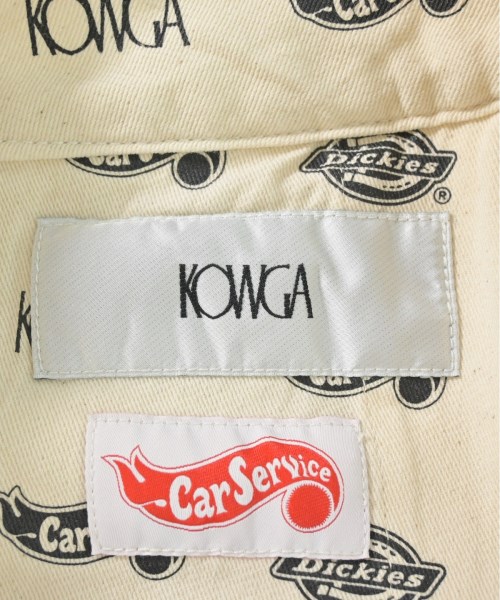 KOWGA
Car
Car S
Dickies
®
KOWGA
K
Car
Car Service
Car
Dickies